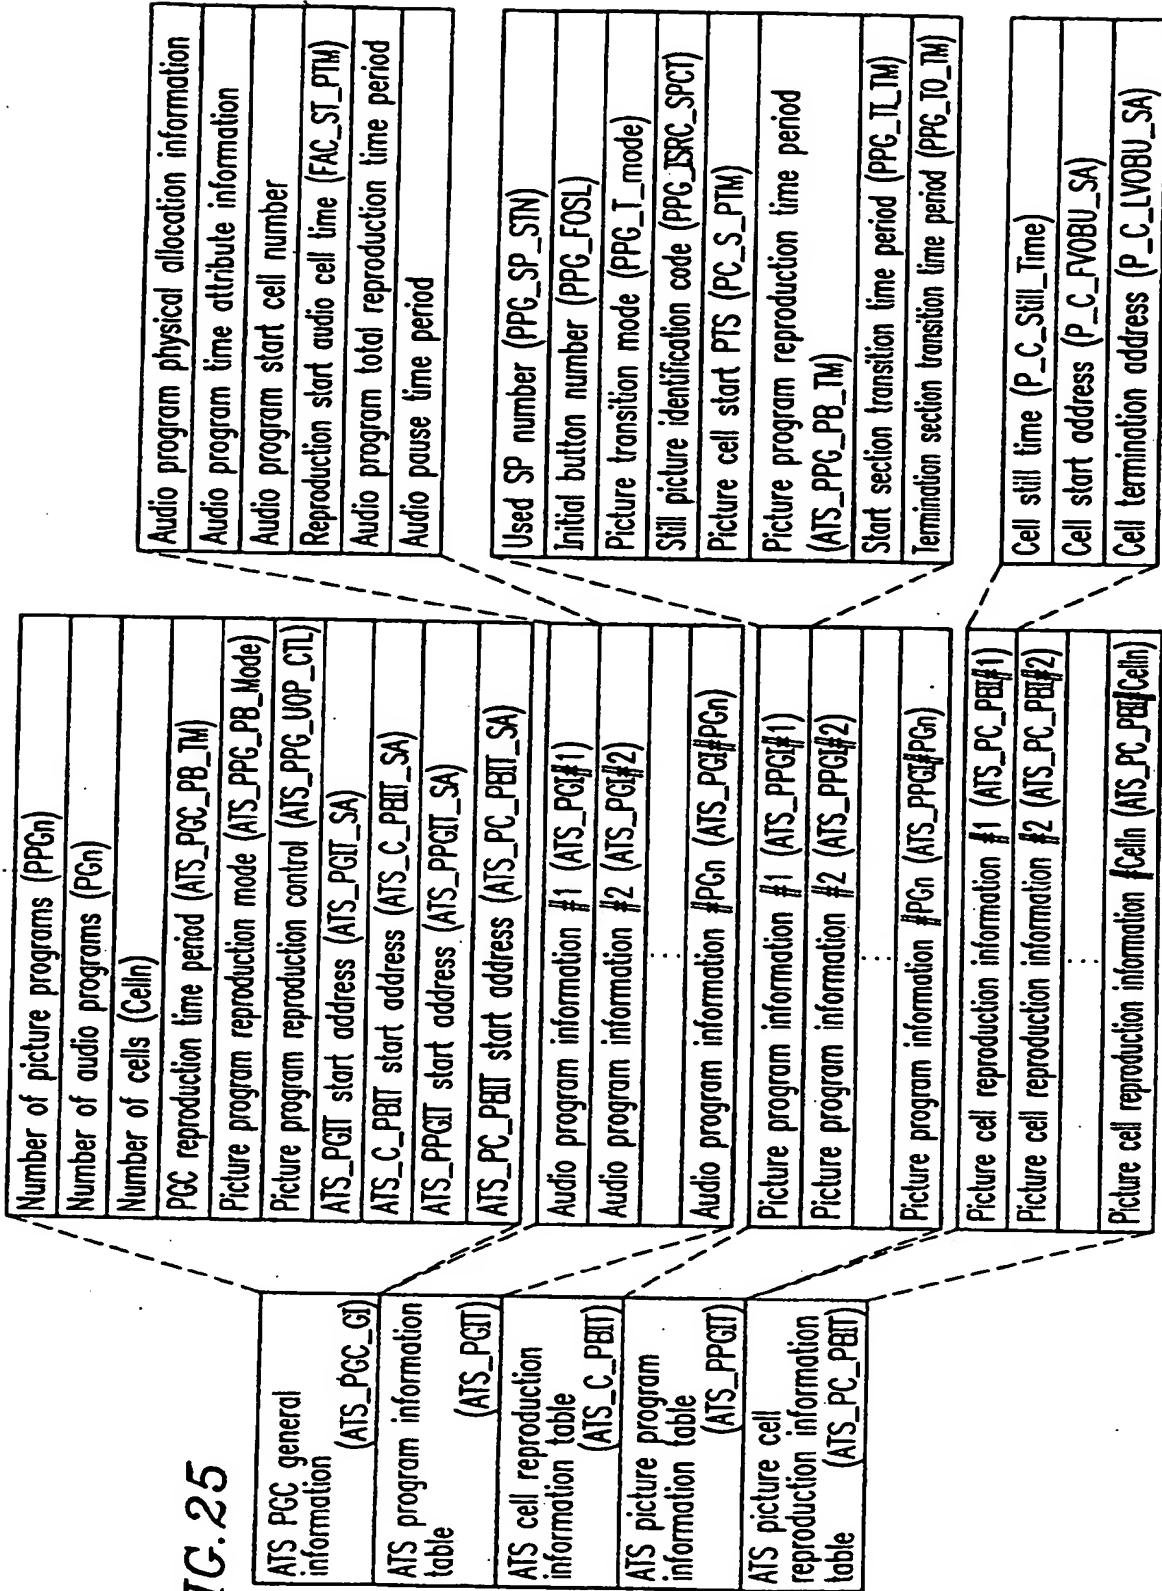 IG.25
ATS PGC general
information
(ATS_PGC_GI)
ATS program information
table
(ATS_PGIT)
ATS cell reproduction
information table
(ATS_C_PBIT)
ATS picture program
information table
(ATS_PPGIT)
ATS picture cell
reproduction information
table
(ATS_PC_PBIT)
Number of picture programs (PPGn)
Number of audio programs (PGn)
Number of cells (Celln)
PGC reproduction time period (ATS_PGC_PB_TM)
Picture program reproduction mode (ATS_PPG_PB_Mode)
Picture program reproduction control (ATS_PPG_UOP_CTL)
ATS_PGIT start address (ATS_PGIT_SA)
ATS_C_PBIT start address (ATS_C_PBIT_SA)
ATS_PPGIT start address (ATS_PPGIT_SA)
ATS_PC_PBIT start address (ATS_PC_PBIT_SA)
Audio program information #1 (ATS_PGI#1)
Audio program information #2 (ATS_PGI#2)
Audio program information #PGn (ATS_PGI#PGn)
Picture program information #1 (ATS_PPGI#1)
Picture program information #2 (ATS_PPGI#2)
Picture program information #PGn (ATS_PPGI#PGn)
Picture cell reproduction information #1 (ATS_PC_PBI#1)
Picture cell reproduction information #2 (ATS_PC_PBI#2)
Picture cell reproduction information #Celln (ATS_PC_PBI#Celln)
Audio program physical allocation information
Audio program time attribute information
Audio program start cell number
Reproduction start audio cell time (FAC_ST_PTM)
Audio program total reproduction time period
Audio pause time period
Used SP number (PPG_SP_STN)
Initial button number (PPG_FOSL)
Picture transition mode (PPG_T_mode)
Still picture identification code (PPG_ISRC_SPCT)
Picture cell start PTS (PC_S_PTM)
Picture program reproduction time period
(ATS_PPG_PB_TM)
Start section transition time period (PPG_TI_TM)
Termination section transition time period (PPG_TO_TM)
Cell still time (P_C_Still_Time)
Cell start address (P_C_FVOBU_SA)
Cell termination address (P_C_LVOBU_SA)